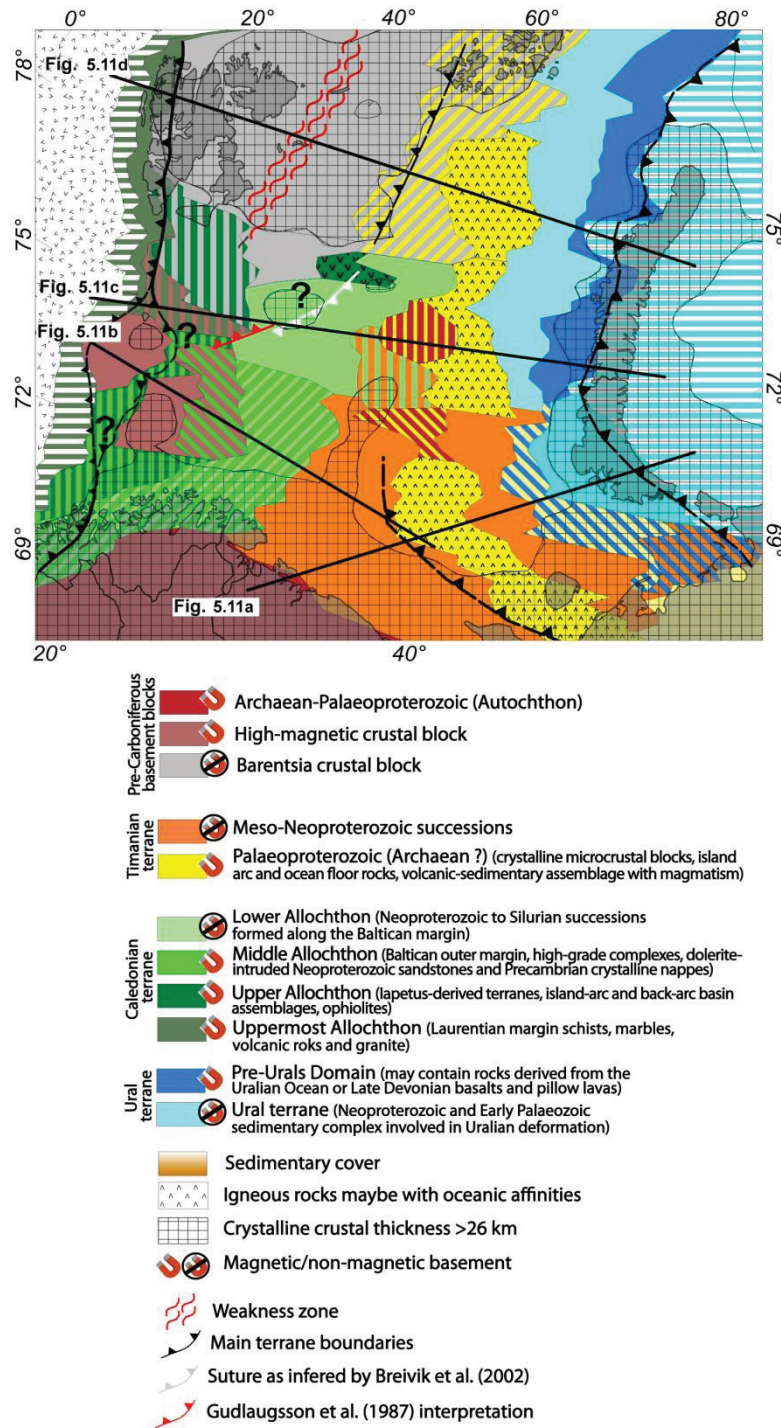 0° 20° 40° 60° 80°
78°
78°
Fig. 5.11d
75°
75°
Fig. 5.11c
?
?
Fig. 5.11b
72°
72°
?
69°
69°
Fig. 5.11a
20° 40°
Pre-Carboniferous basement blocks
Archaean-Palaeoproterozoic (Autochthon)
High-magnetic crustal block
Barentsia crustal block
Timanian terrane
Meso-Neoproterozoic successions
Palaeoproterozoic (Archaean ?) (crystalline microcrustal blocks, island
arc and ocean floor rocks, volcanic-sedimentary assemblage with magmatism)
Caledonian terrane
Lower Allochthon (Neoproterozoic to Silurian successions
formed along the Baltican margin)
Middle Allochthon (Baltican outer margin, high-grade complexes, dolerite-
intruded Neoproterozoic sandstones and Precambrian crystalline nappes)
Upper Allochthon (Iapetus-derived terranes, island-arc and back-arc basin
assemblages, ophiolites)
Uppermost Allochthon (Laurentian margin schists, marbles,
volcanic roks and granite)
Ural terrane
Pre-Urals Domain (may contain rocks derived from the
Uralian Ocean or Late Devonian basalts and pillow lavas)
Ural terrane (Neoproterozoic and Early Palaeozoic
sedimentary complex involved in Uralian deformation)
Sedimentary cover
Igneous rocks maybe with oceanic affinities
Crystalline crustal thickness >26 km
Magnetic/non-magnetic basement
Weakness zone
Main terrane boundaries
Suture as infered by Breivik et al. (2002)
Gudlaugsson et al. (1987) interpretation